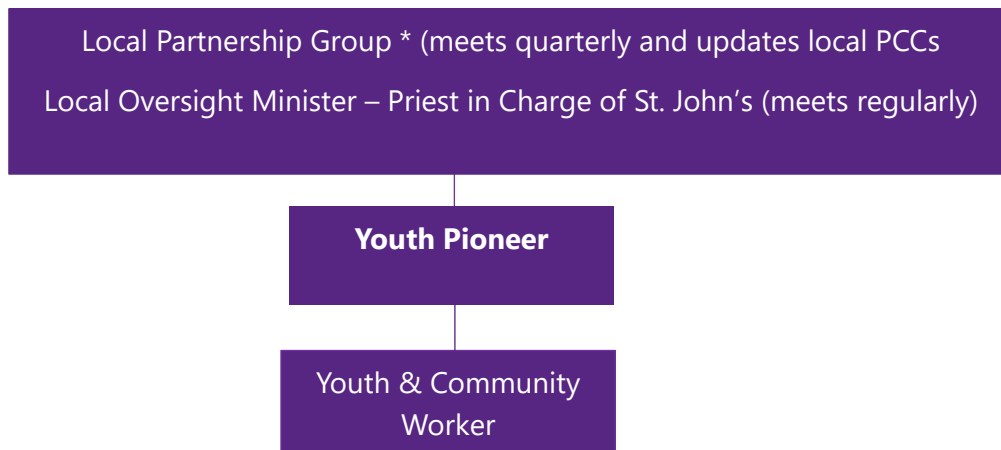 Local Partnership Group * (meets quarterly and updates local PCCs
Local Oversight Minister – Priest in Charge of St. John’s (meets regularly)
Youth Pioneer
Youth & Community
Worker